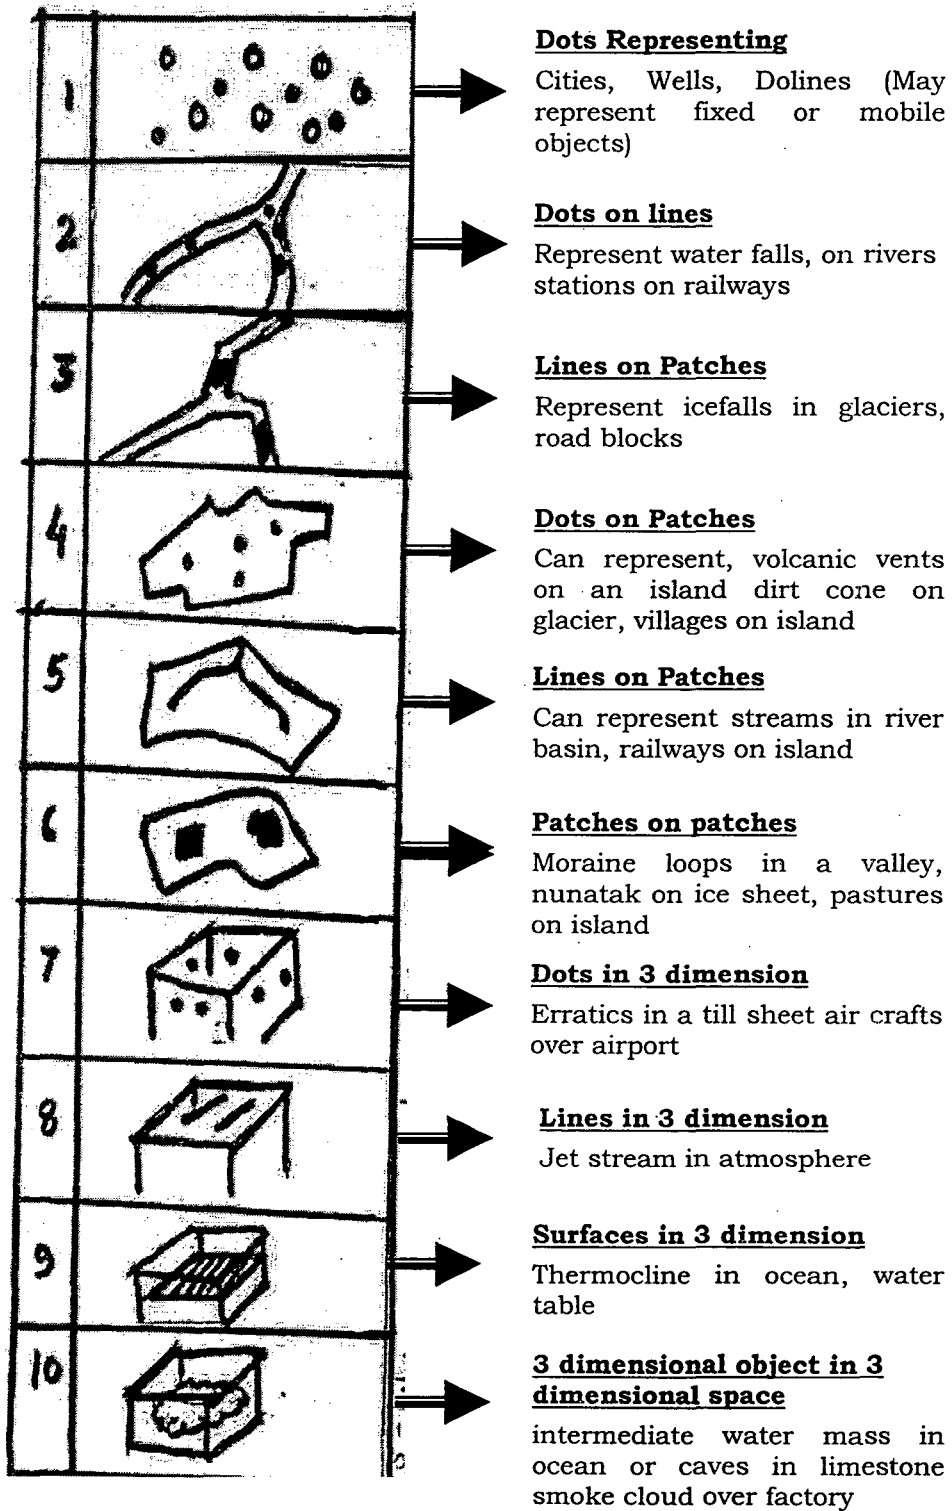 1
Dots Representing
Cities, Wells, Dolines (May
represent fixed or mobile
objects)
2
Dots on lines
Represent water falls, on rivers
stations on railways
3
Lines on Patches
Represent icefalls in glaciers,
road blocks
4
Dots on Patches
Can represent, volcanic vents
on an island dirt cone on
glacier, villages on island
5
Lines on Patches
Can represent streams in river
basin, railways on island
6
Patches on patches
Moraine loops in a valley,
nunatak on ice sheet, pastures
on island
7
Dots in 3 dimension
Erratics in a till sheet air crafts
over airport
8
Lines in 3 dimension
Jet stream in atmosphere
9
Surfaces in 3 dimension
Thermocline in ocean, water
table
10
3 dimensional object in 3
dimensional space
intermediate water mass in
ocean or caves in limestone
smoke cloud over factory